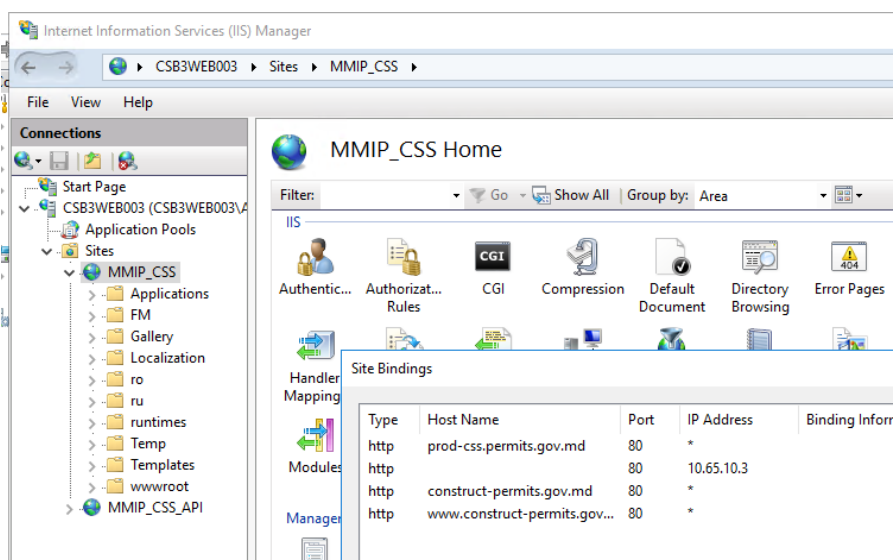 Internet Information Services (IIS) Manager
CSB3WEB003 Sites MMIP_CSS
File View Help
Connections
Start Page
CSB3WEB003 (CSB3WEB003\A
Application Pools
Sites
MMIP_CSS
Applications
FM
Gallery
Localization
ro
ru
runtimes
Temp
Templates
wwwroot
MMIP_CSS_API
MMIP_CSS Home
Filter: Go Show All Group by: Area
IIS
Authentic... Authorizat... CGI Compression Default Directory Error Pages
Rules Document Browsing
CGI
404
Handler
Mapping
Modules
Manager
Site Bindings
Type Host Name Port IP Address Binding Infor
http prod-css.permits.gov.md 80 *
http 80 10.65.10.3
http construct-permits.gov.md 80 *
http www.construct-permits.gov... 80 *